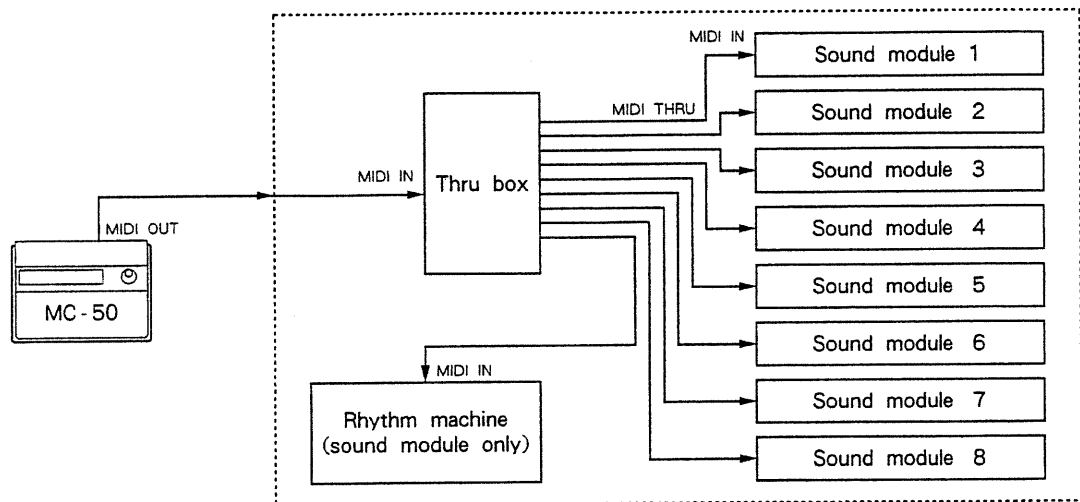 MIDI IN
Sound module 1
MIDI THRU
Sound module 2
Sound module 3
MIDI IN
Thru box
Sound module 4
MIDI OUT
Sound module 5
MC-50
Sound module 6
MIDI IN
Rhythm machine
(sound module only)
Sound module 7
Sound module 8